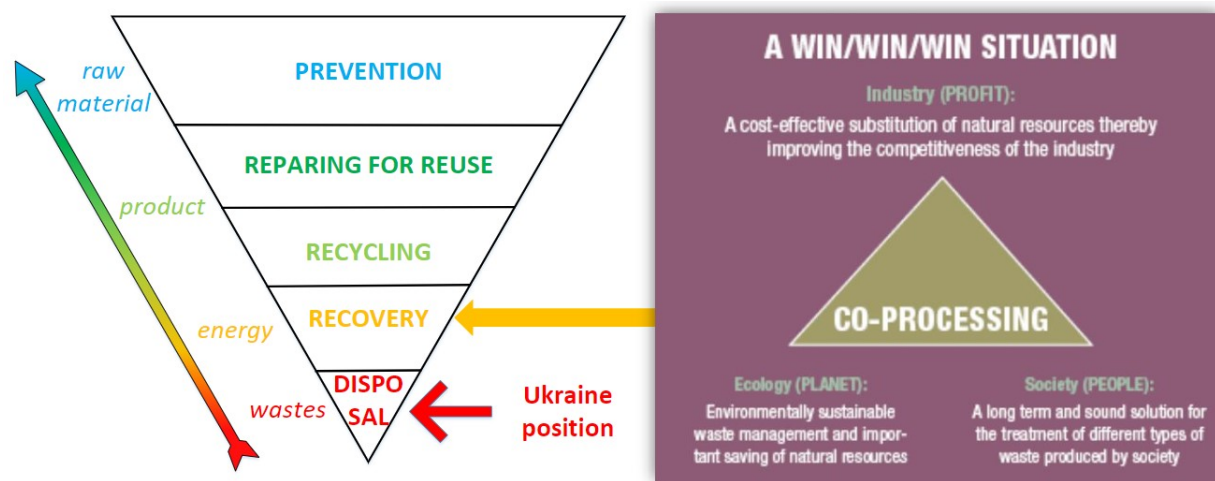 raw
material
product
energy
wastes
PREVENTION
REPARING FOR REUSE
RECYCLING
RECOVERY
DISPO
SAL
Ukraine
position
A WIN/WIN/WIN SITUATION
Industry (PROFIT):
A cost-effective substitution of natural resources thereby
improving the competitiveness of the industry
CO-PROCESSING
Ecology (PLANET):
Environmentally sustainable
waste management and impor-
tant saving of natural resources
Society (PEOPLE):
A long term and sound solution for
the treatment of different types of
waste produced by society